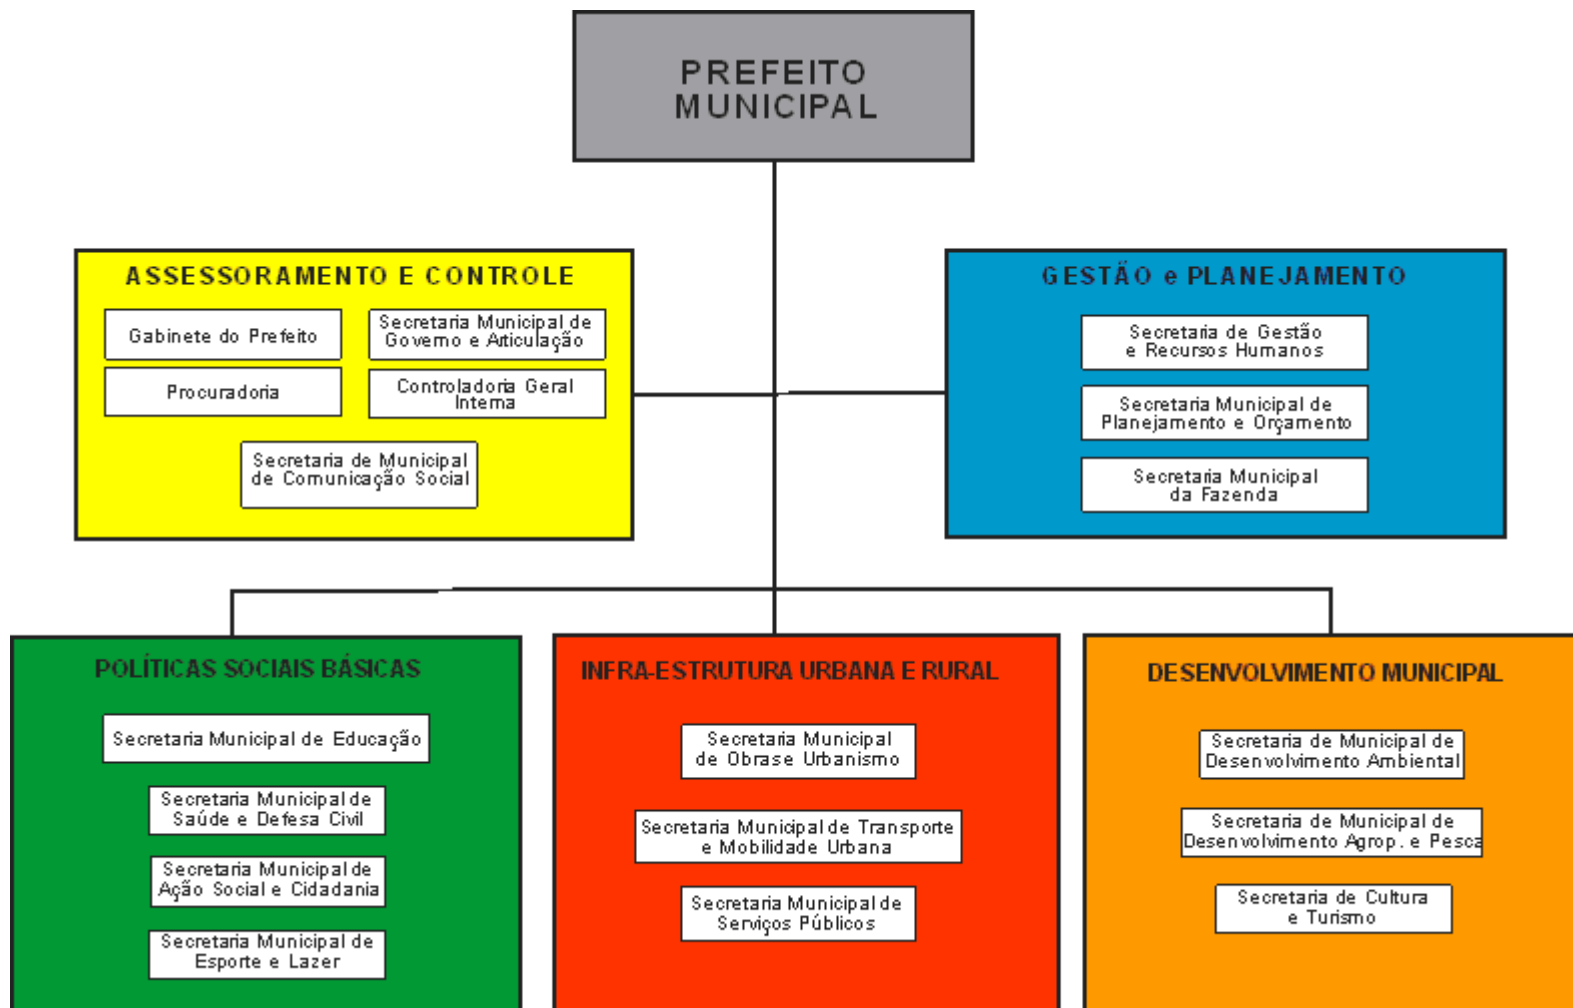 PREFEITO
MUNICIPAL
ASSESSORAMENTO E CONTROLE
Gabinete do Prefeito
Secretaria Municipal de
Governo e Articulação
Procuradoria
Controladoria Geral
Interna
Secretaria de Municipal
de Comunicação Social
GESTÃO e PLANEJAMENTO
Secretaria de Gestão
e Recursos Humanos
Secretaria Municipal de
Planejamento e Orçamento
Secretaria Municipal
da Fazenda
POLÍTICAS SOCIAIS BÁSICAS
Secretaria Municipal de Educação
Secretaria Municipal de
Saúde e Defesa Civil
Secretaria Municipal de
Ação Social e Cidadania
Secretaria Municipal de
Esporte e Lazer
INFRA-ESTRUTURA URBANA E RURAL
Secretaria Municipal
de Obras e Urbanismo
Secretaria Municipal de Transporte
e Mobilidade Urbana
Secretaria Municipal de
Serviços Públicos
DESENVOLVIMENTO MUNICIPAL
Secretaria de Municipal de
Desenvolvimento Ambiental
Secretaria de Municipal de
Desenvolvimento Agrop. e Pesca
Secretaria de Cultura
e Turismo